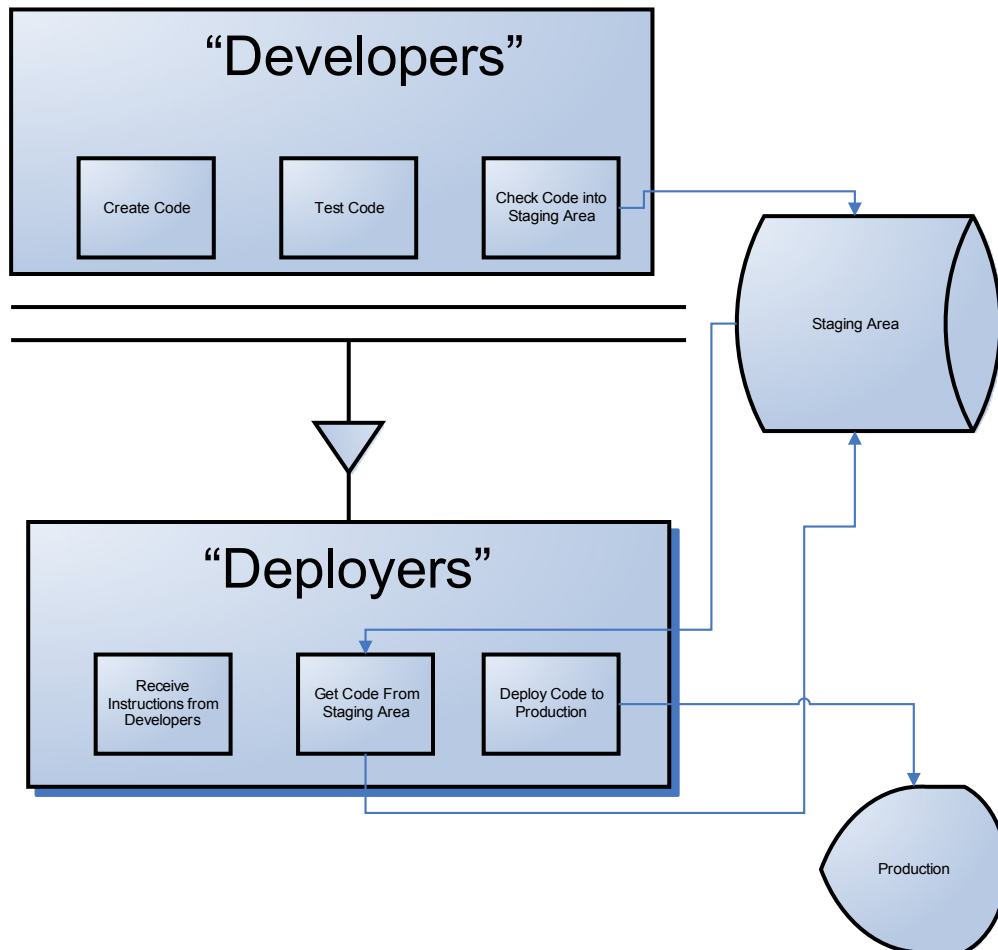 “Developers”
Create Code
Test Code
Check Code into
Staging Area
Staging Area
“Deployers”
Receive
Instructions from
Developers
Get Code From
Staging Area
Deploy Code to
Production
Production